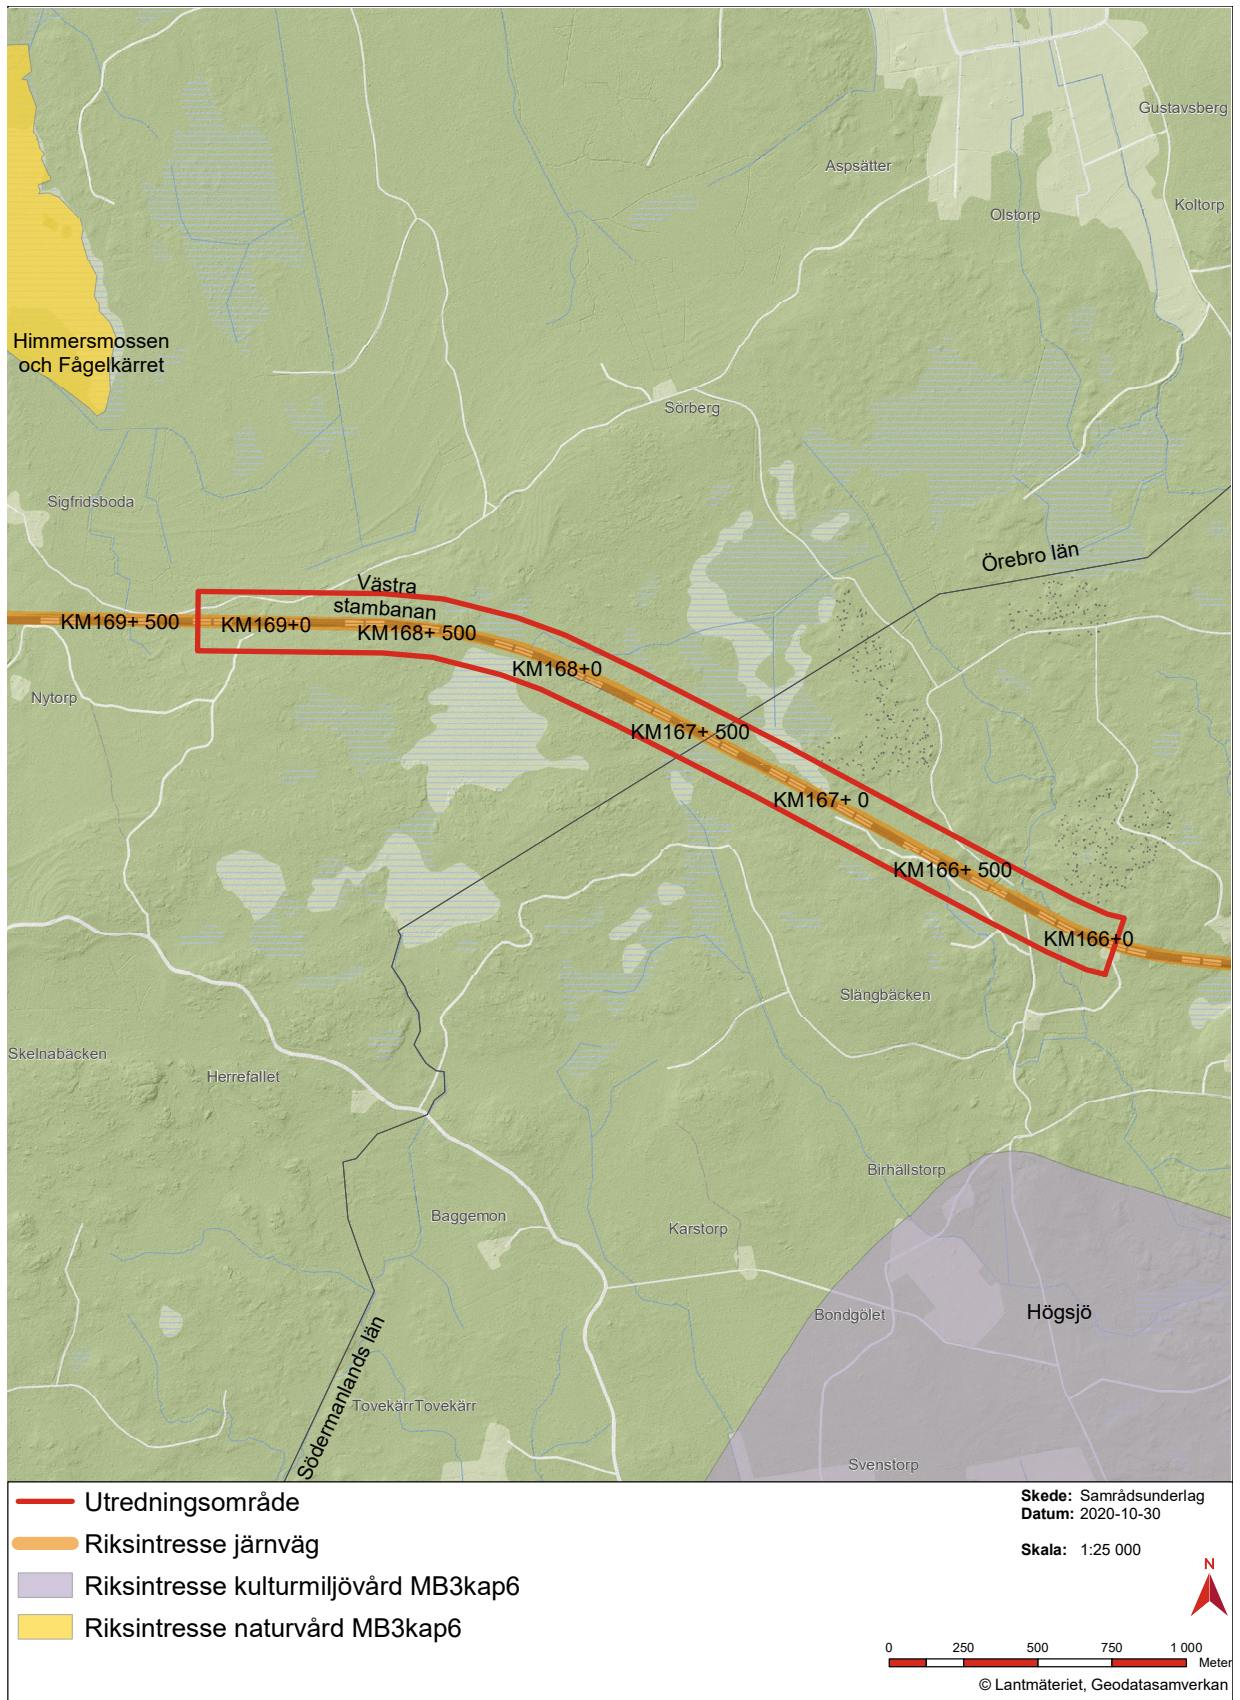 Gustavsberg
Aspsätter
Koltorp
Olstorp
Himmersmossen
och Fågelkärret
Sörberg
Sigfridsboda
Örebro län
Västra
stambanan
KM169+ 500
KM169+0
KM168+ 500
KM168+0
Nytorp
KM167+ 500
KM167+ 0
KM166+ 500
KM166+0
Slängbäcken
Skelnabäcken
Herrefallet
Birhällstorp
Baggemon
Karstorp
Högsjö
Bondgölet
Södermanlands län
TovekärrTovekärr
Svenstorp
Utredningsområde
Riksintresse järnväg
Riksintresse kulturmiljövård MB3kap6
Riksintresse naturvård MB3kap6
Skede: Samrådsunderlag
Datum: 2020-10-30
Skala: 1:25 000
N
0 250 500 750 1 000
Meter
© Lantmäteriet, Geodatasamverkan